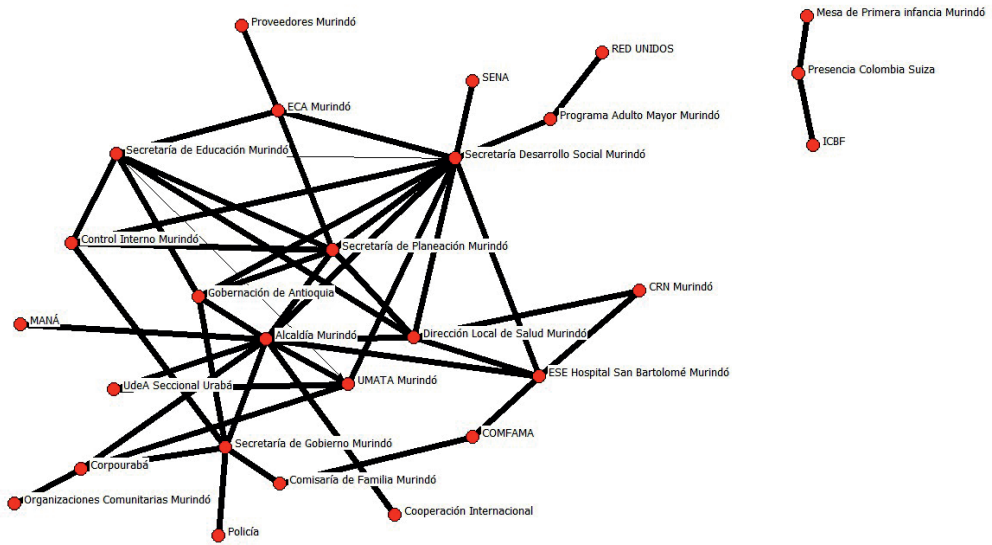 Mesa de Primera infancia Murindó
Proveedores Murindó
RED UNIDOS
Presencia Colombia Suiza
SENA
ECA Murindó
Programa Adulto Mayor Murindó
ICBF
Secretaría de Educación Murindó
Secretaría Desarrollo Social Murindó
Control Interno Murindó
Secretaría de Planeación Murindó
CRN Murindó
Gobernación de Antioquia
MANÁ
Alcaldía Murindó
Dirección Local de Salud Murindó
ESE Hospital San Bartolomé Murindó
UdeA Seccional Urabá
UMATA Murindó
COMFAMA
Secretaría de Gobierno Murindó
Corpourabá
Comisaría de Familia Murindó
Organizaciones Comunitarias Murindó
Cooperación Internacional
Policía